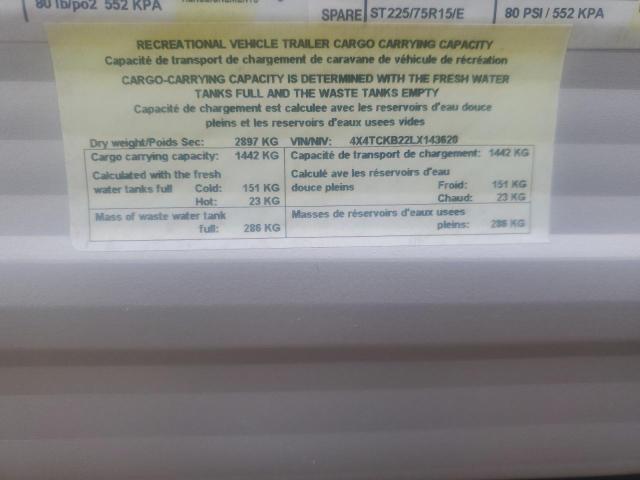 80 lb/po2 552 KPA
SPARE ST225/75R15/E 80 PSI / 552 KPA
RECREATIONAL VEHICLE TRAILER CARGO CARRYING CAPACITY
Capacité de transport de chargement de caravane de véhicule de récréation
CARGO-CARRYING CAPACITY IS DETERMINED WITH THE FRESH WATER
TANKS FULL AND THE WASTE TANKS EMPTY
Capacité de chargement est calculee avec les reservoirs d'eau douce
pleins et les reservoirs d'eaux usees vides
Dry weight/Poids Sec: 2897 KG VIN/NIV: 4X4TCKB22LX143620
Cargo carrying capacity: 1442 KG Capacité de transport de chargement: 1442 KG
Calculated with the fresh Calculé ave les réservoirs d'eau
water tanks full Cold: 151 KG douce pleins Froid: 151 KG
Hot: 23 KG Chaud: 23 KG
Mass of waste water tank Masses de réservoirs d'eaux usees
full: 286 KG pleins: 286 KG